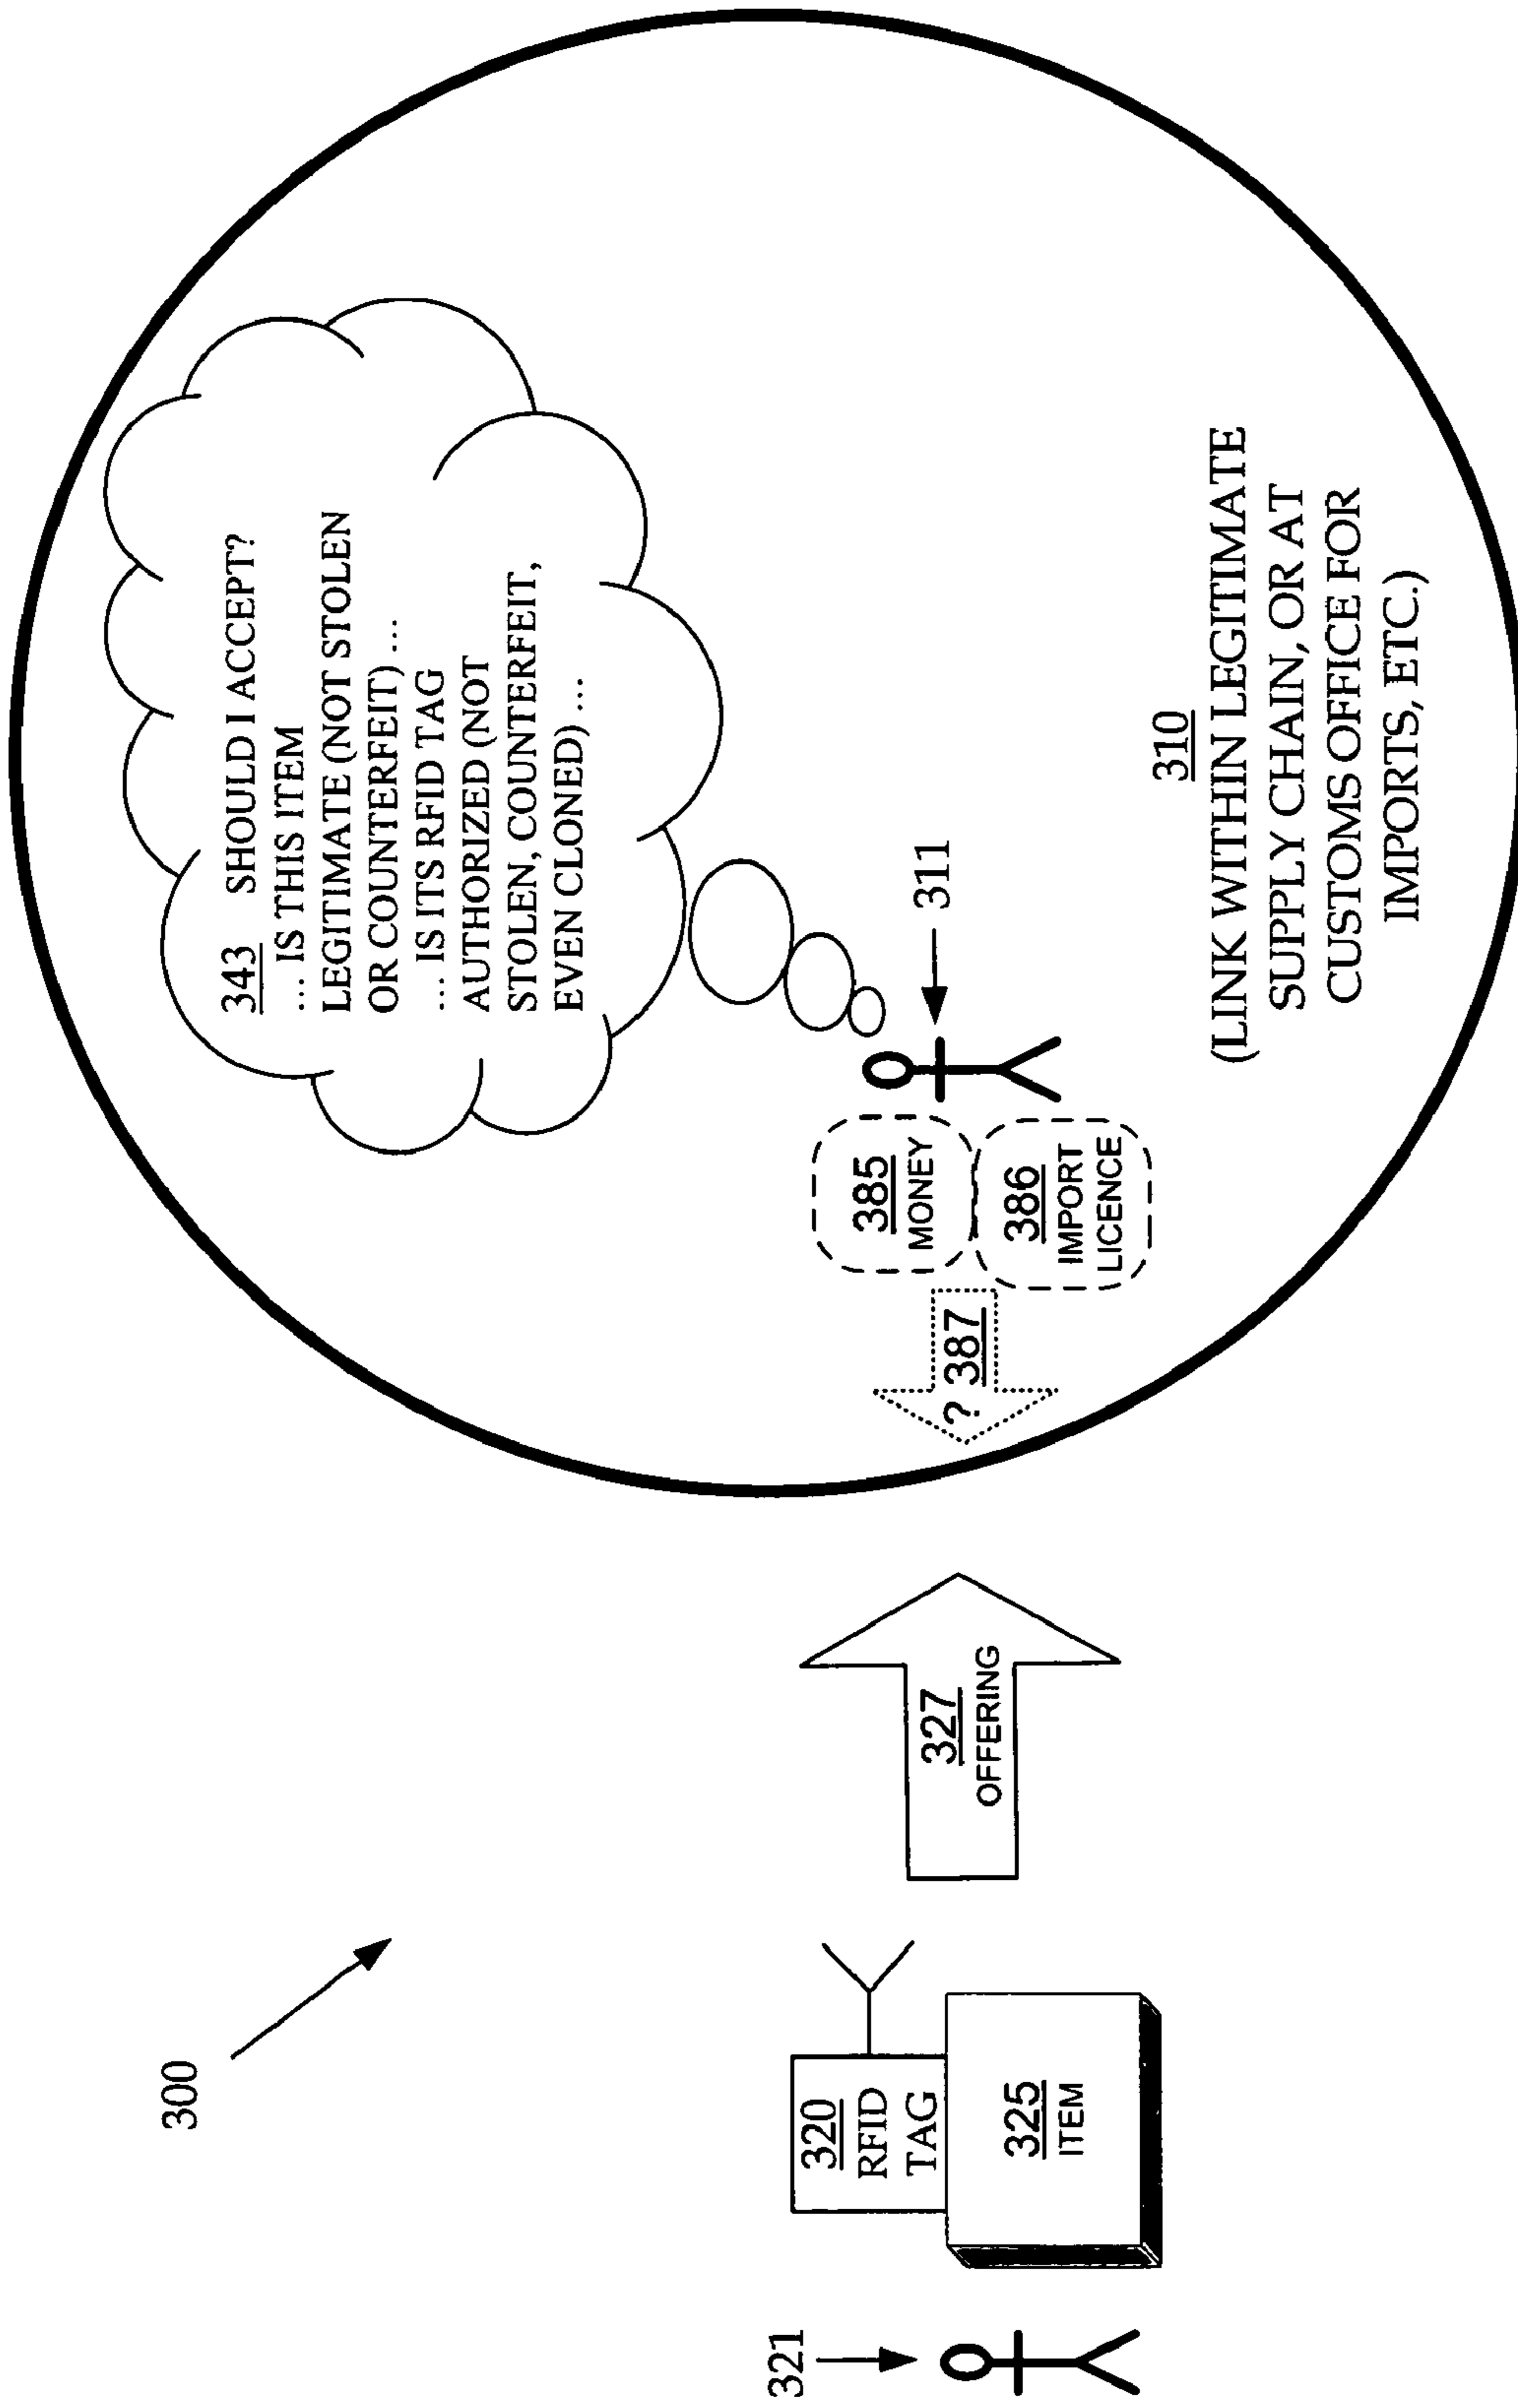 300
321
320
RFID
TAG
325
ITEM
327
OFFERING
343 SHOULD I ACCEPT?
... IS THIS ITEM
LEGITIMATE (NOT STOLEN
OR COUNTERFEIT) ...
... IS ITS RFID TAG
AUTHORIZED (NOT
STOLEN, COUNTERFEIT,
EVEN CLONED) ...
311
385
MONEY
386
IMPORT
LICENCE
? 387
310
(LINK WITHIN LEGITIMATE
SUPPLY CHAIN, OR AT
CUSTOMS OFFICE FOR
IMPORTS, ETC.)